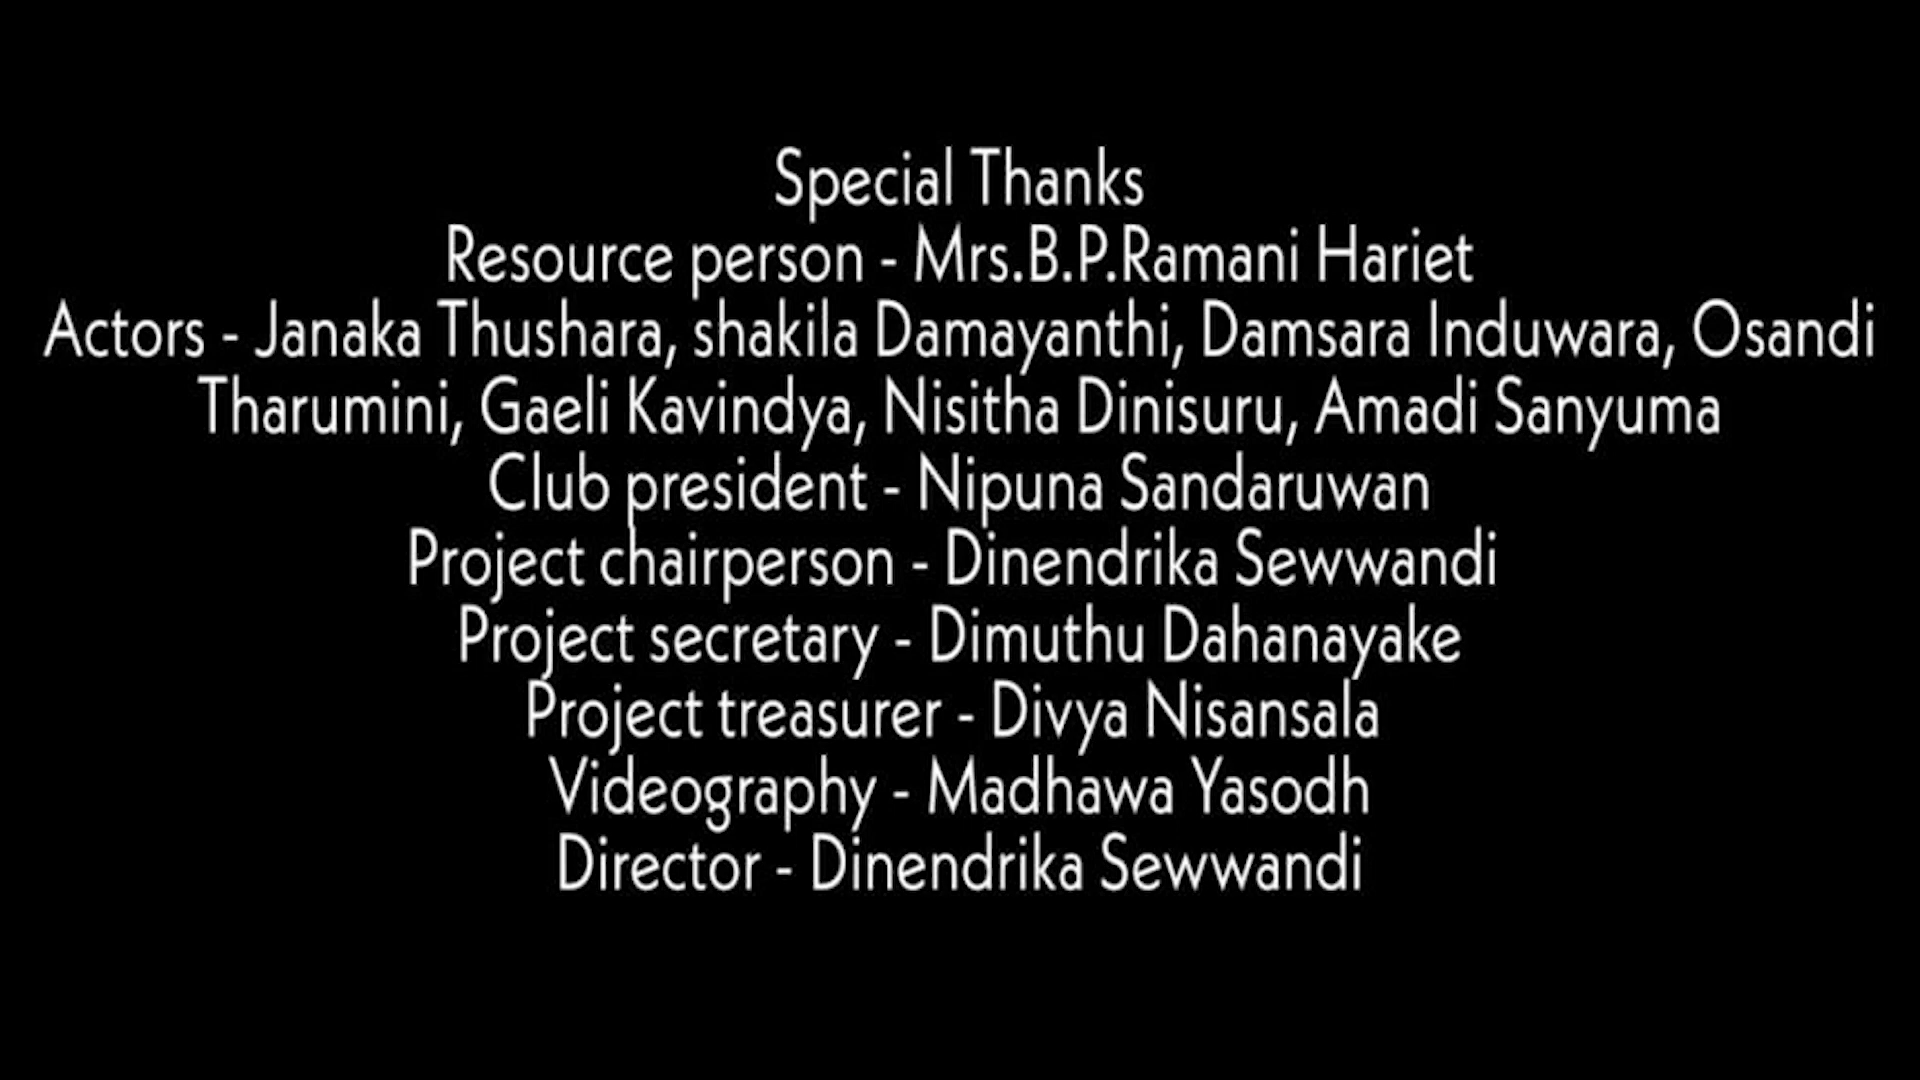 Special Thanks
Resource person - Mrs.B.P.Ramani Hariet
Actors - Janaka Thushara, shakila Damayanthi, Damsara Induwara, Osandi
Tharumini, Gaeli Kavindya, Nisitha Dinisuru, Amadi Sanyuma
Club president - Nipuna Sandaruwan
Project chairperson - Dinendrika Sewwandi
Project secretary - Dimuthu Dahanayake
Project treasurer - Divya Nisansala
Videography - Madhawa Yasodh
Director - Dinendrika Sewwandi